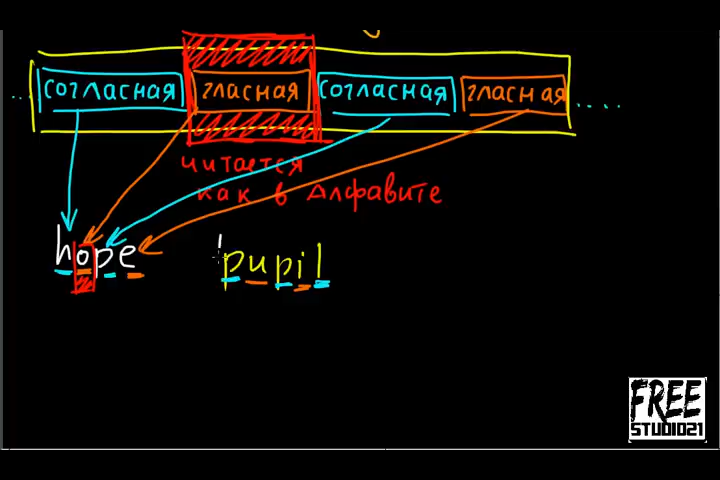 согласная гласная согласная гласная
читается
как в Алфавите
hope pupil
FREE
STUDIO21